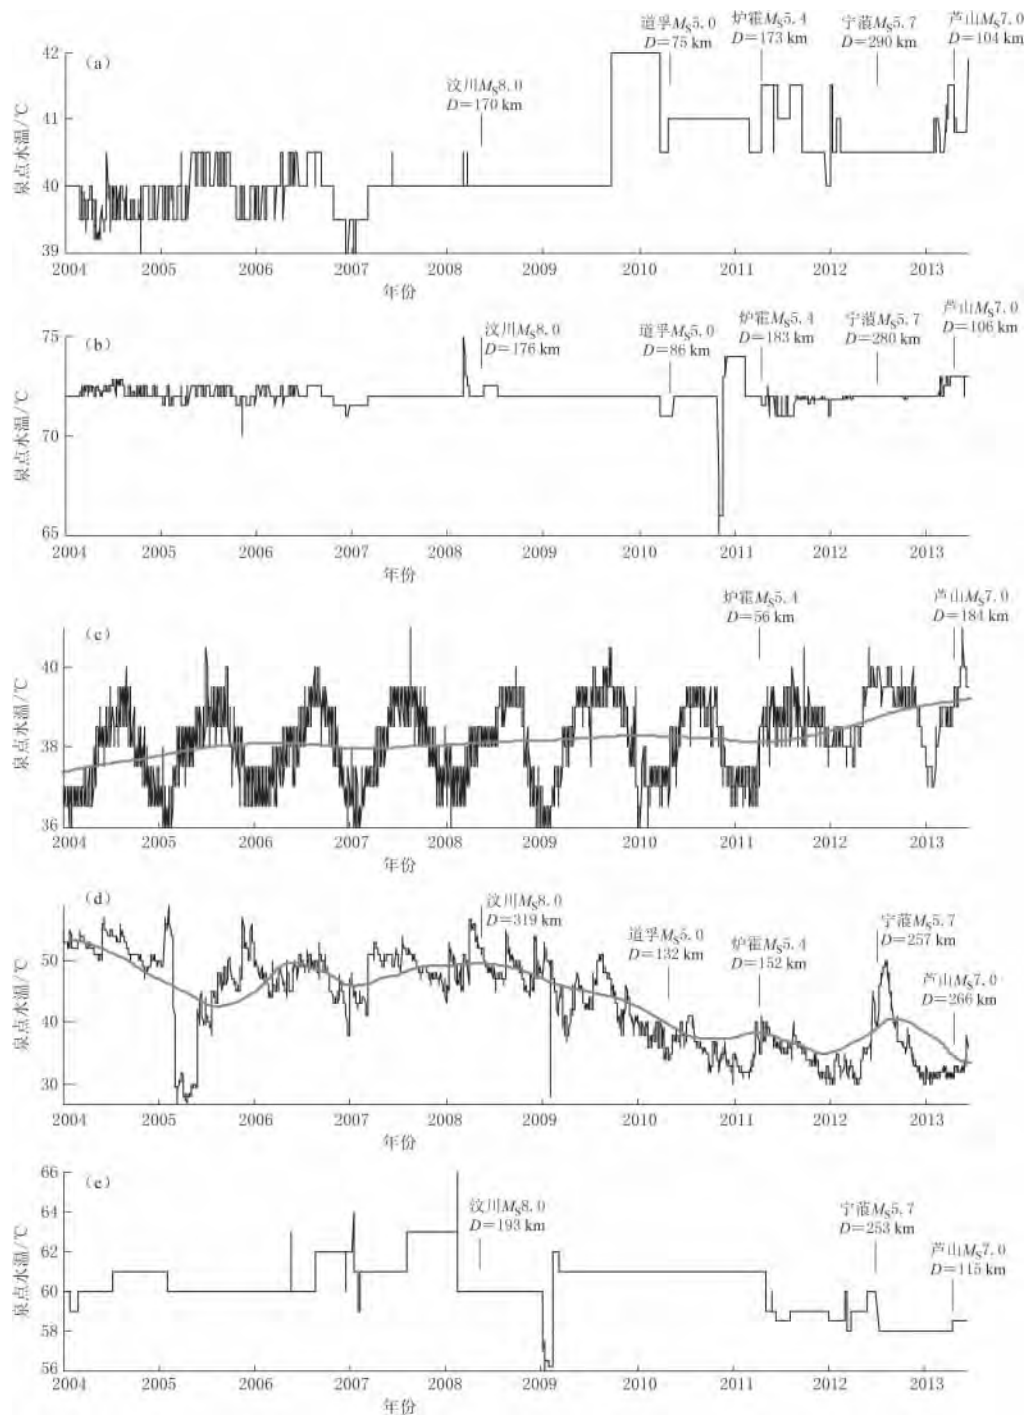 (a)
道孚MS5.0
D=75 km
炉霍MS5.4
D=173 km
宁蒗MS5.7
D=290 km
芦山MS7.0
D=104 km
汶川MS8.0
D=170 km
42
41
40
39
泉点水温/℃
2004 2005 2006 2007 2008 2009 2010 2011 2012 2013
年份
(b)
汶川MS8.0
D=176 km
道孚MS5.0
D=86 km
炉霍MS5.4
D=183 km
宁蒗MS5.7
D=280 km
芦山MS7.0
D=106 km
75
70
65
泉点水温/℃
2004 2005 2006 2007 2008 2009 2010 2011 2012 2013
年份
(c)
炉霍MS5.4
D=56 km
芦山MS7.0
D=184 km
40
38
36
泉点水温/℃
2004 2005 2006 2007 2008 2009 2010 2011 2012 2013
年份
(d)
汶川MS8.0
D=319 km
道孚MS5.0
D=132 km
炉霍MS5.4
D=152 km
宁蒗MS5.7
D=257 km
芦山MS7.0
D=266 km
50
40
30
泉点水温/℃
2004 2005 2006 2007 2008 2009 2010 2011 2012 2013
年份
(e)
汶川MS8.0
D=193 km
宁蒗MS5.7
D=253 km
芦山MS7.0
D=115 km
66
64
62
60
58
56
泉点水温/℃
2004 2005 2006 2007 2008 2009 2010 2011 2012 2013
年份